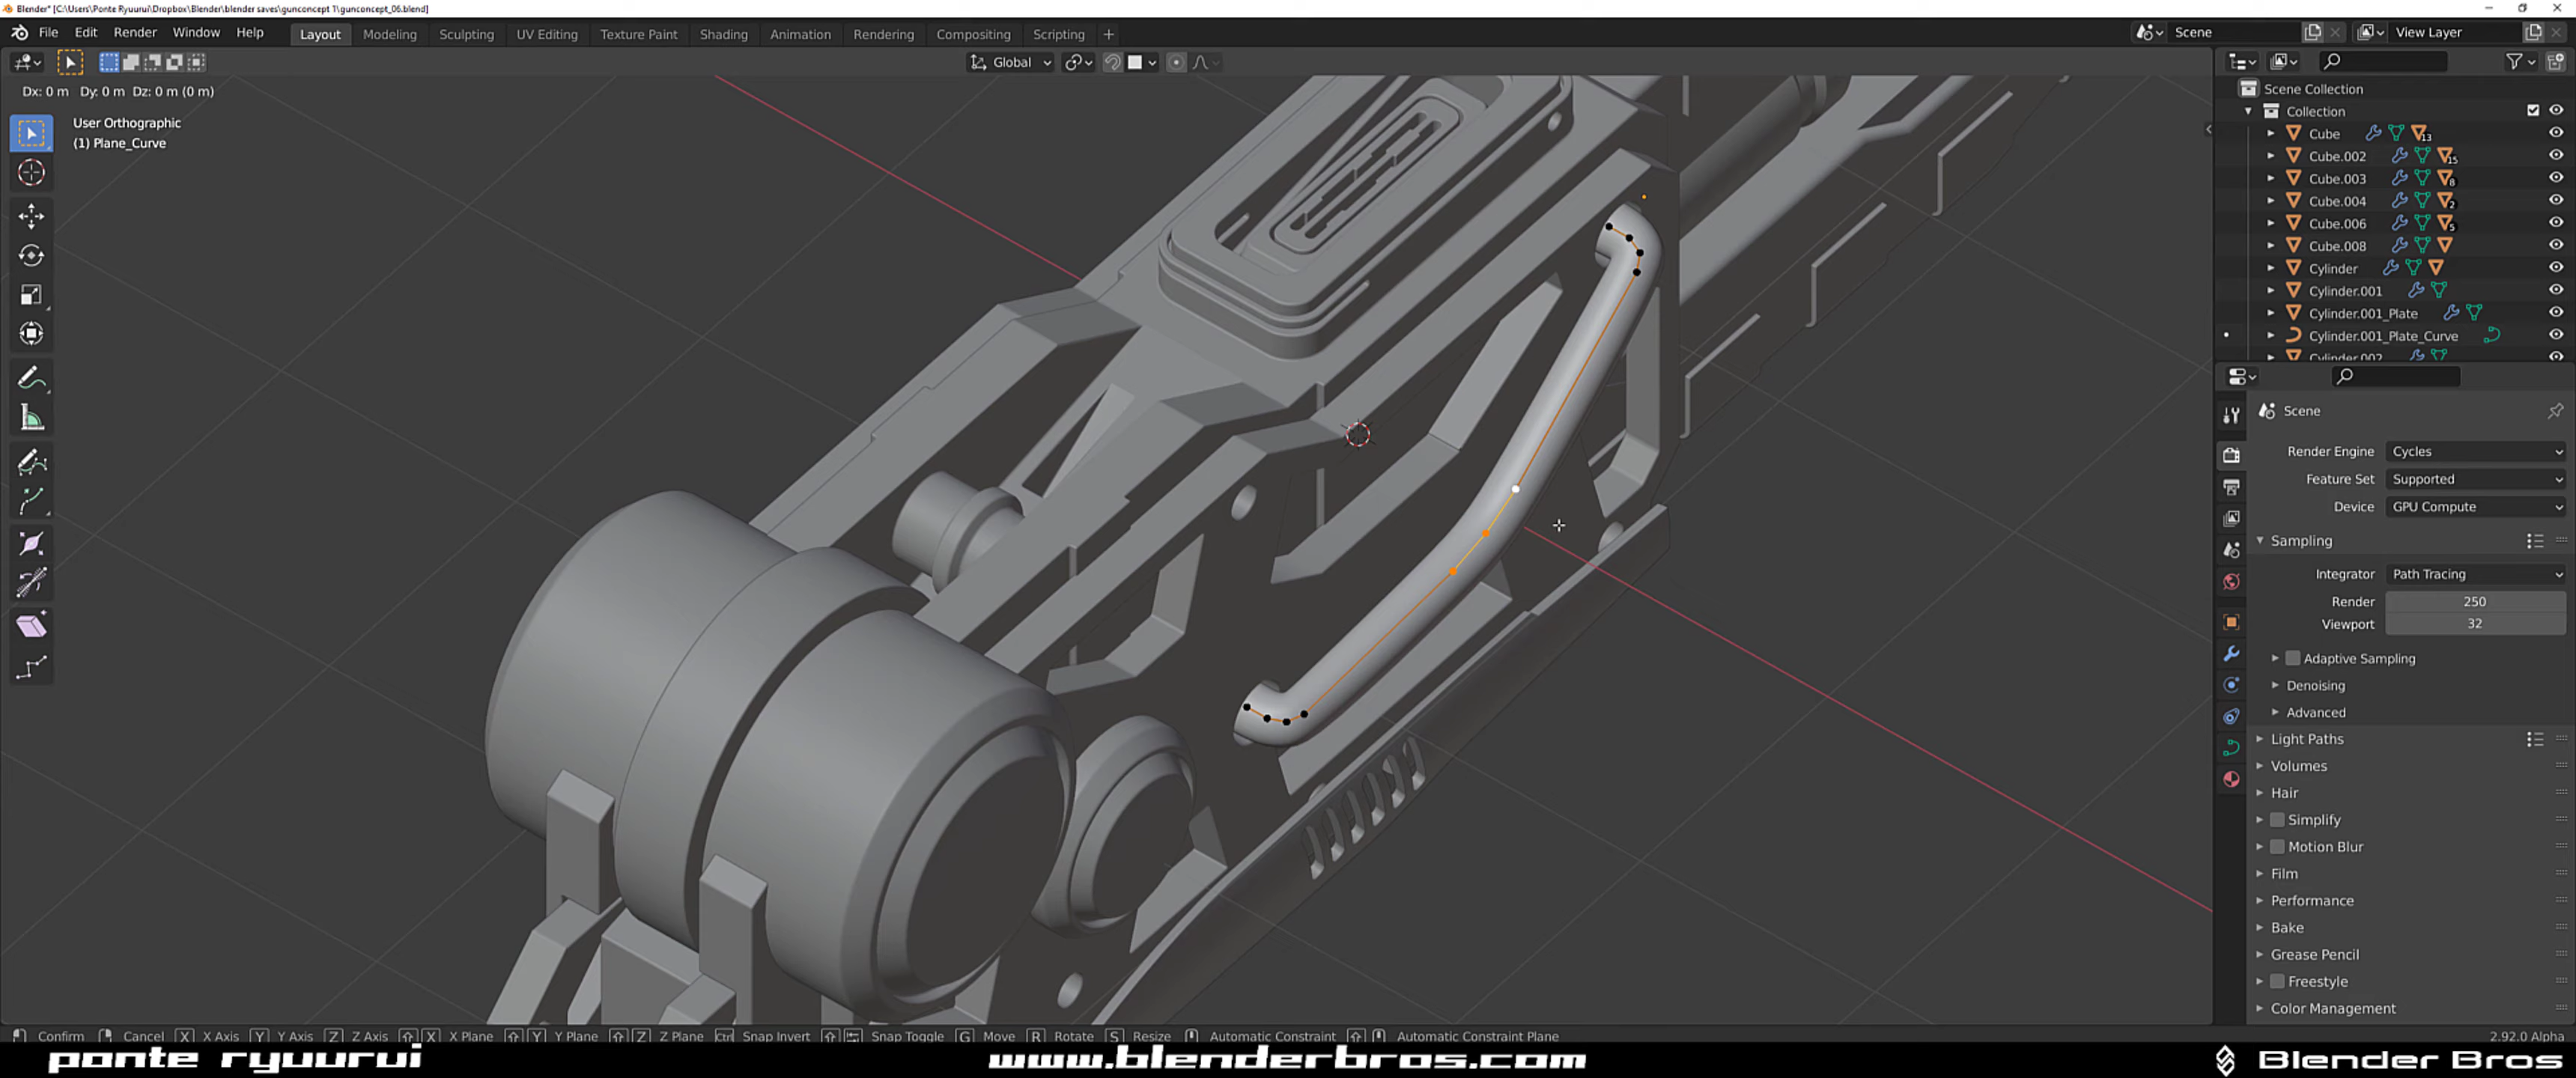 Blender* [C:\Users\Ponte Ryuurui\Dropbox\Blender\blender saves\gunconcept 1\gunconcept_06.blend]
File Edit Render Window Help Layout Modeling Sculpting UV Editing Texture Paint Shading Animation Rendering Compositing Scripting + Scene View Layer
Global
Dx: 0 m Dy: 0 m Dz: 0 m (0 m)
User Orthographic
(1) Plane_Curve
Scene Collection
Collection
Cube 13
Cube.002 15
Cube.003 8
Cube.004 2
Cube.006 5
Cube.008
Cylinder
Cylinder.001
Cylinder.001_Plate
Cylinder.001_Plate_Curve
Cylinder.002
Scene
Render Engine Cycles
Feature Set Supported
Device GPU Compute
Sampling
Integrator Path Tracing
Render 250
Viewport 32
Adaptive Sampling
Denoising
Advanced
Light Paths
Volumes
Hair
Simplify
Motion Blur
Film
Performance
Bake
Grease Pencil
Freestyle
Color Management
Confirm Cancel X X Axis Y Y Axis Z Z Axis X X Plane Y Y Plane Z Z Plane Ctrl Snap Invert Snap Toggle G Move R Rotate S Resize Automatic Constraint Automatic Constraint Plane 2.92.0 Alpha
ponte ryuurui www.blenderbros.com Blender Bros